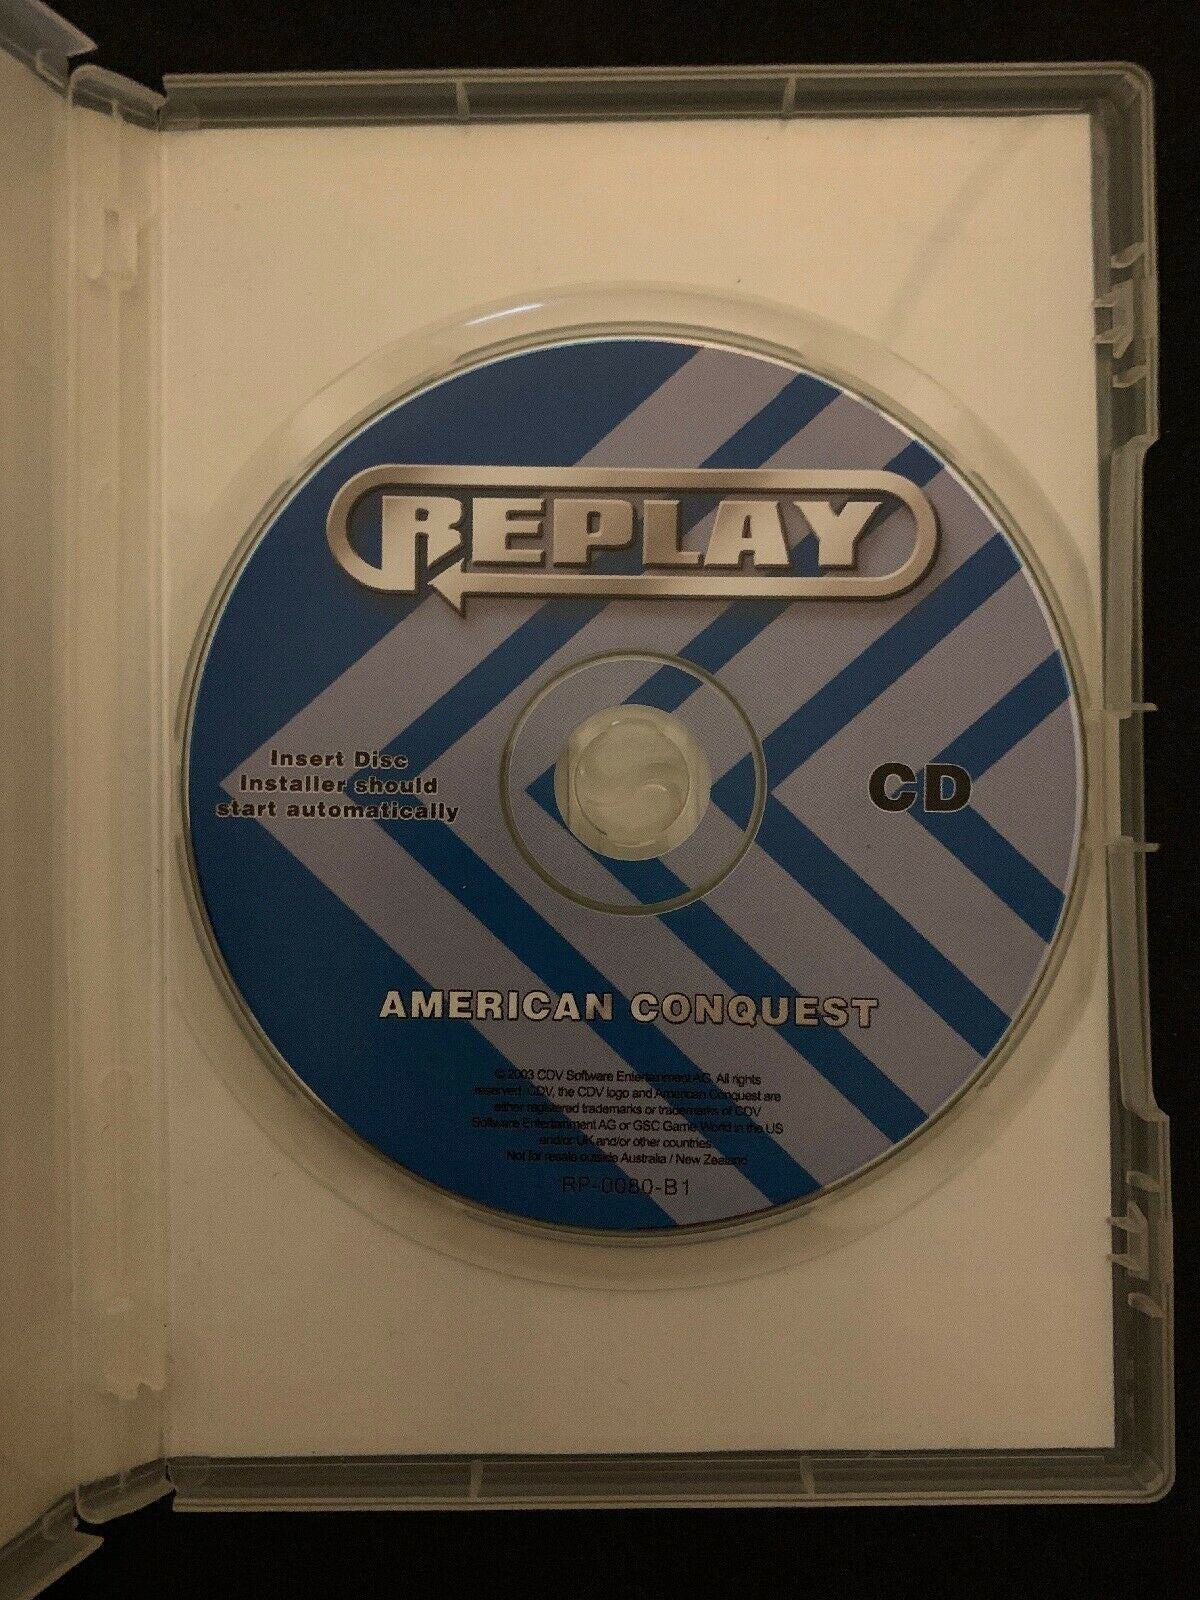 REPLAY
Insert Disc
Installer should
start automatically
CD
AMERICAN CONQUEST
© 2003 CDV Software Entertainment AG. All rights
reserved. CDV, the CDV logo and American Conquest are
either registered trademarks or trademarks of CDV
Software Entertainment AG or GSC Game World in the US
and/or UK and/or other countries.
Not for resale outside Australia / New Zealand
RP-0080-B1